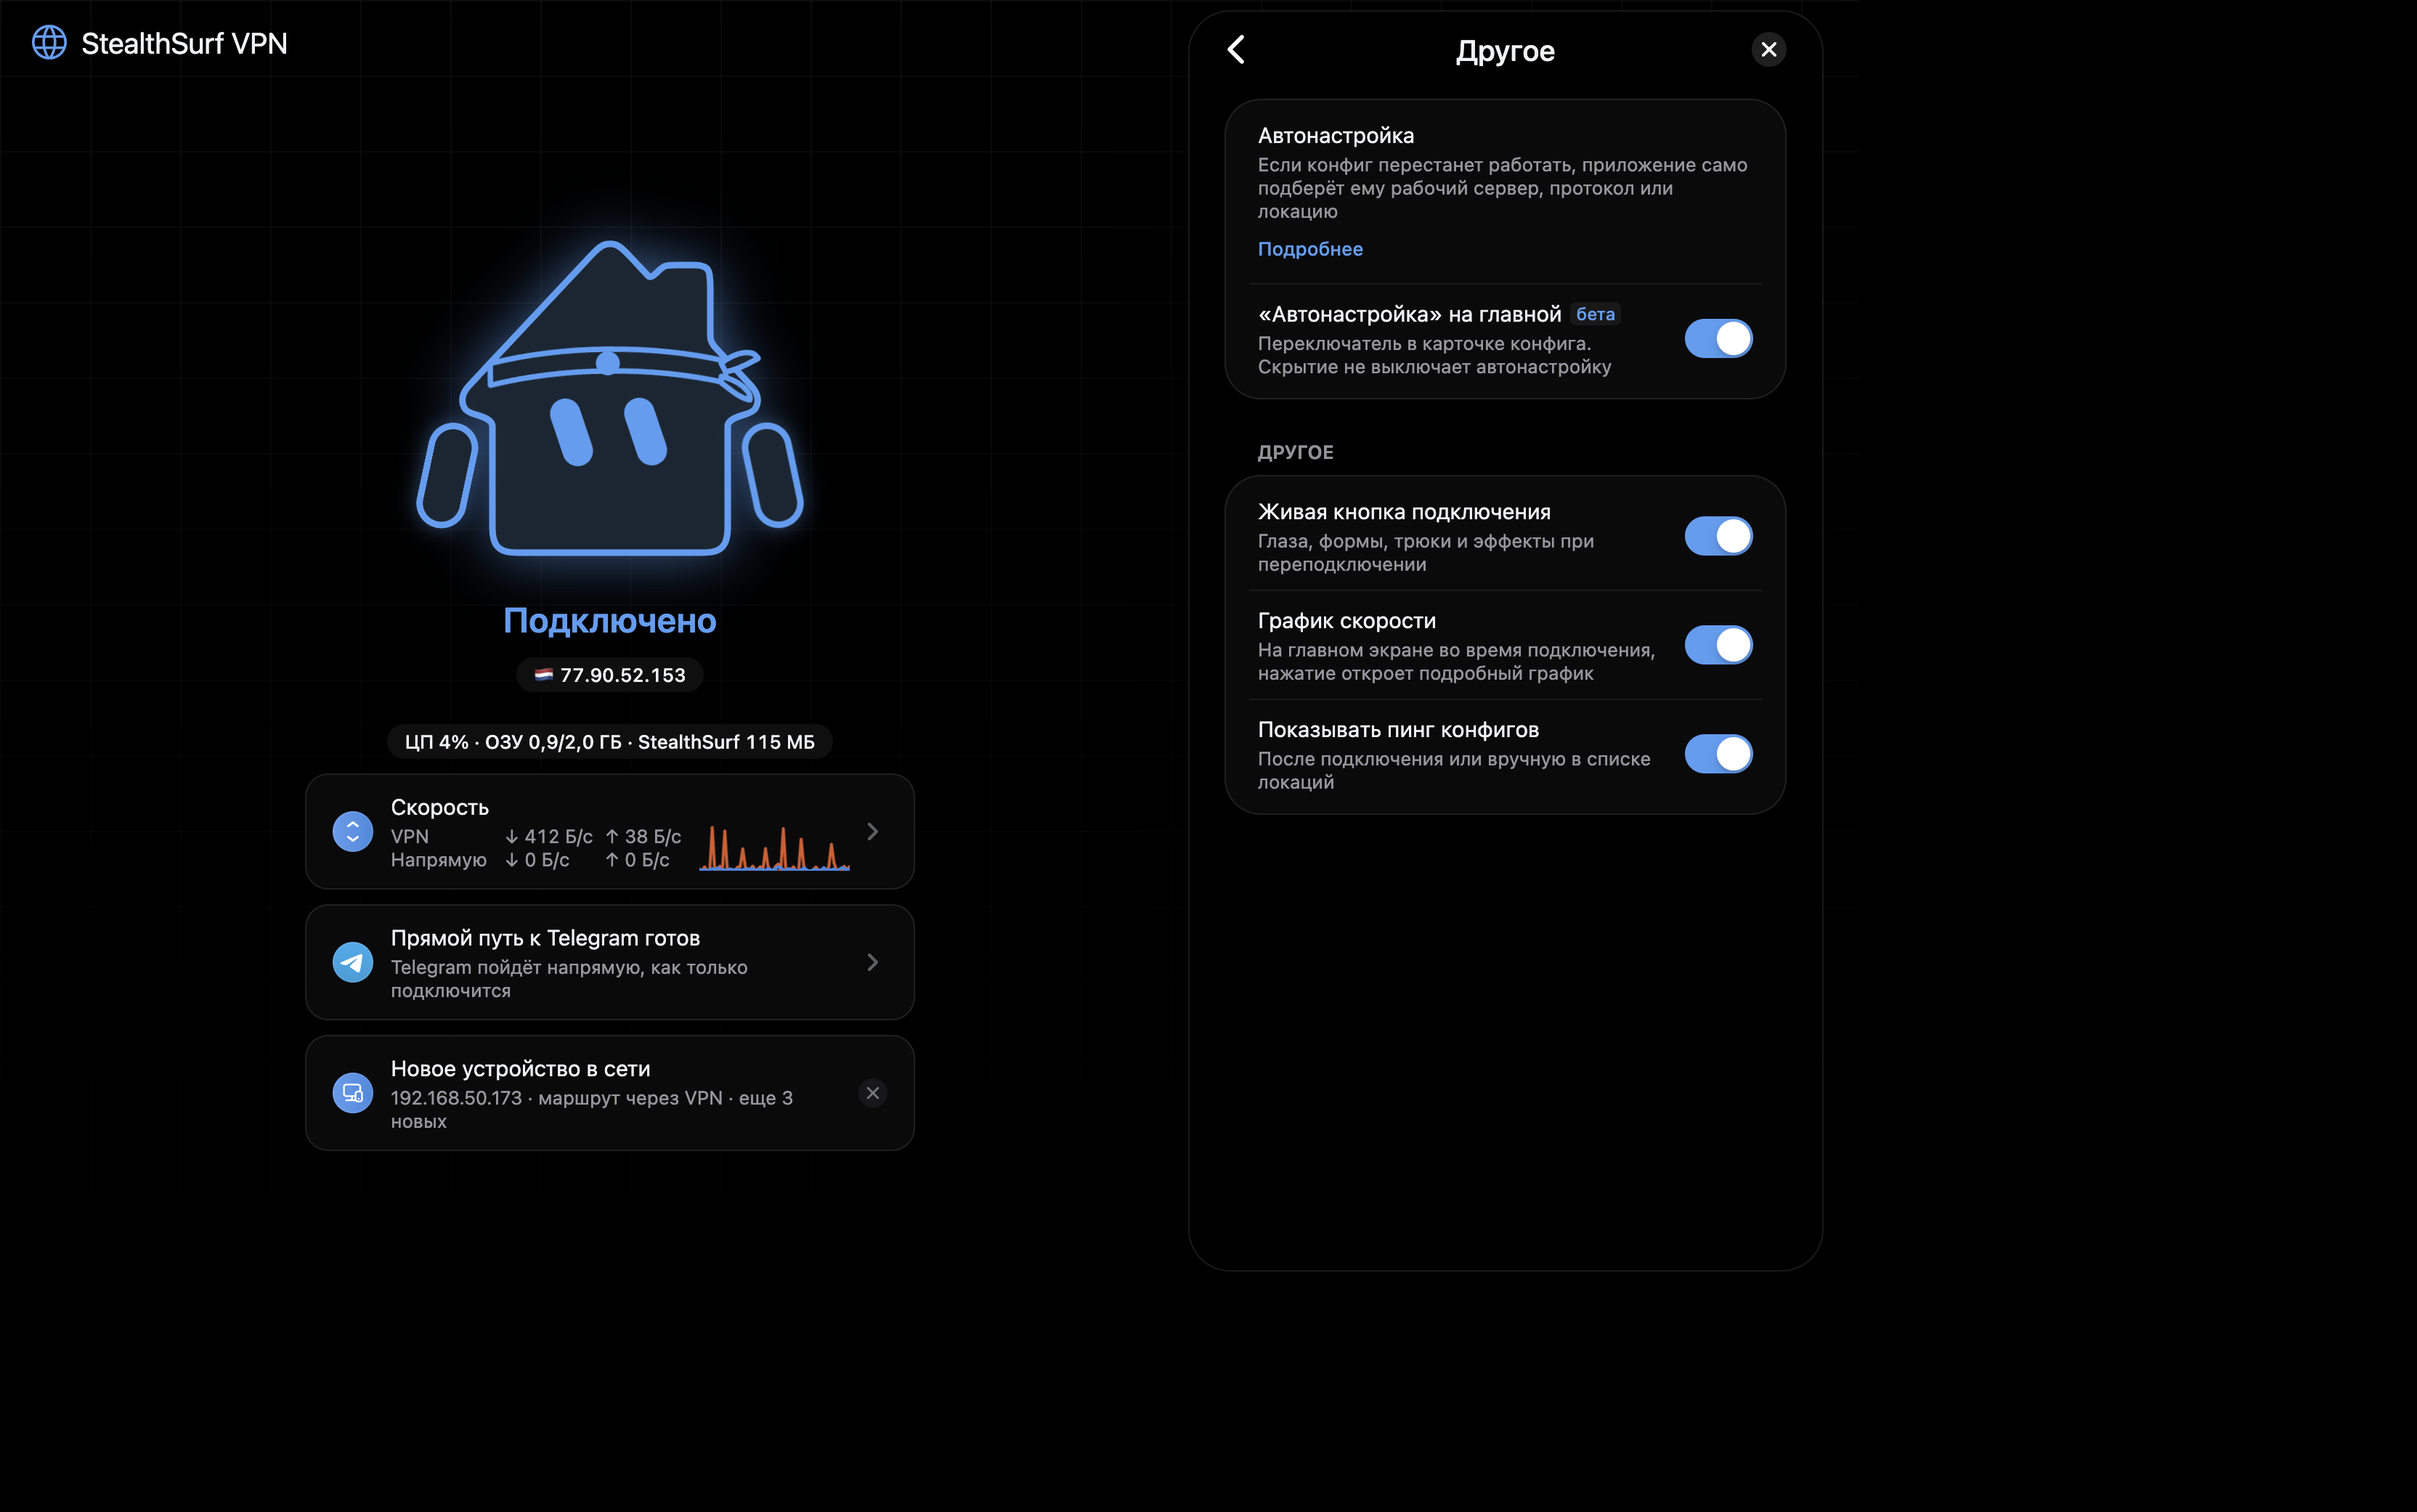 StealthSurf VPN
Подключено
77.90.52.153
ЦП 4% · ОЗУ 0,9/2,0 ГБ · StealthSurf 115 МБ
Скорость
VPN ↓ 412 Б/с ↑ 38 Б/с
Напрямую ↓ 0 Б/с ↑ 0 Б/с
Прямой путь к Telegram готов
Telegram пойдёт напрямую, как только
подключится
Новое устройство в сети
192.168.50.173 · маршрут через VPN · еще 3
новых
Другое
Автонастройка
Если конфиг перестанет работать, приложение само
подберёт ему рабочий сервер, протокол или
локацию
Подробнее
«Автонастройка» на главной бета
Переключатель в карточке конфига.
Скрытие не выключает автонастройку
ДРУГОЕ
Живая кнопка подключения
Глаза, формы, трюки и эффекты при
переподключении
График скорости
На главном экране во время подключения,
нажатие откроет подробный график
Показывать пинг конфигов
После подключения или вручную в списке
локаций